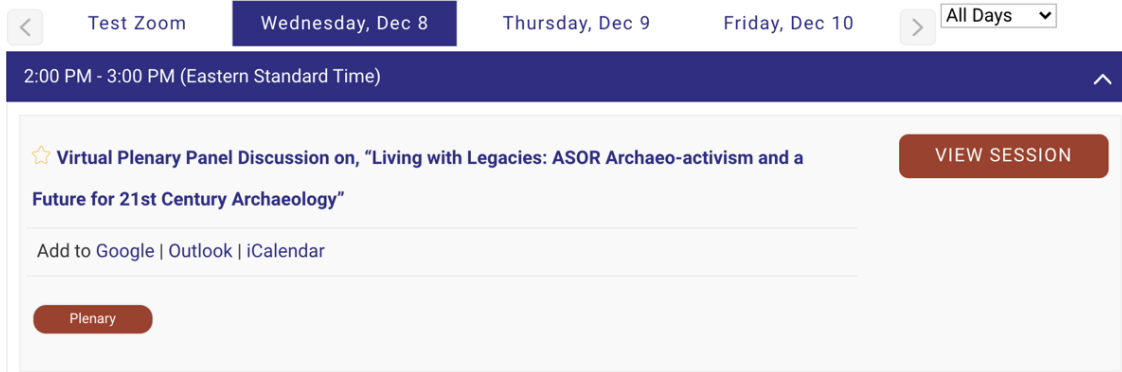 Test Zoom Wednesday, Dec 8 Thursday, Dec 9 Friday, Dec 10 All Days
2:00 PM - 3:00 PM (Eastern Standard Time)
Virtual Plenary Panel Discussion on, “Living with Legacies: ASOR Archaeo-activism and a
Future for 21st Century Archaeology”
VIEW SESSION
Add to Google | Outlook | iCalendar
Plenary